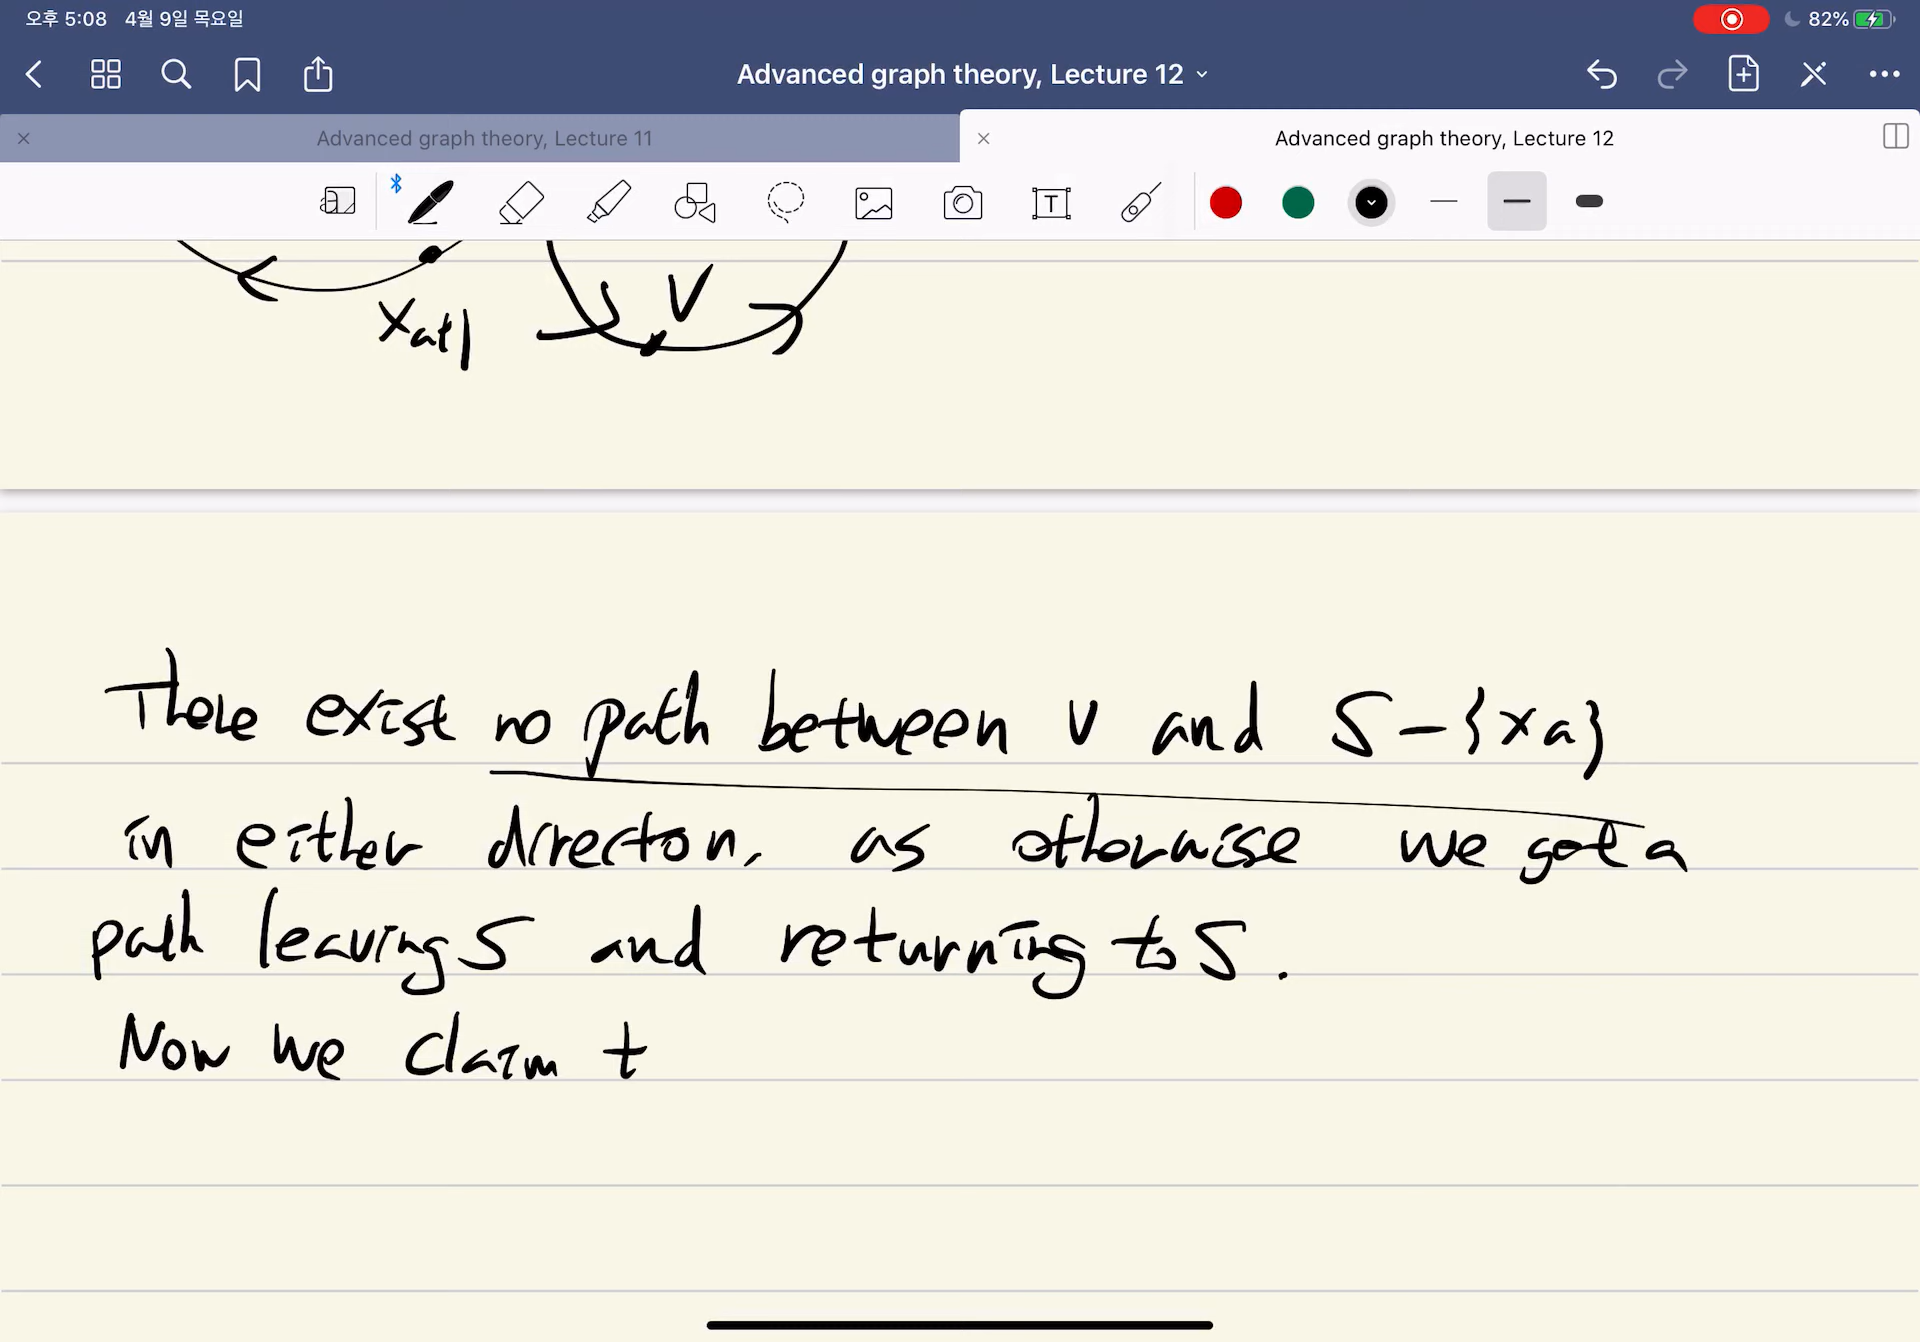 오후 5:08 4월 9일 목요일
82%
Advanced graph theory, Lecture 12
Advanced graph theory, Lecture 11
Advanced graph theory, Lecture 12
V
Xa+1
There exist no path between v and S-{xa}
in either direction, as otherwise we get a
path leaving S and returning to S.
Now we claim t